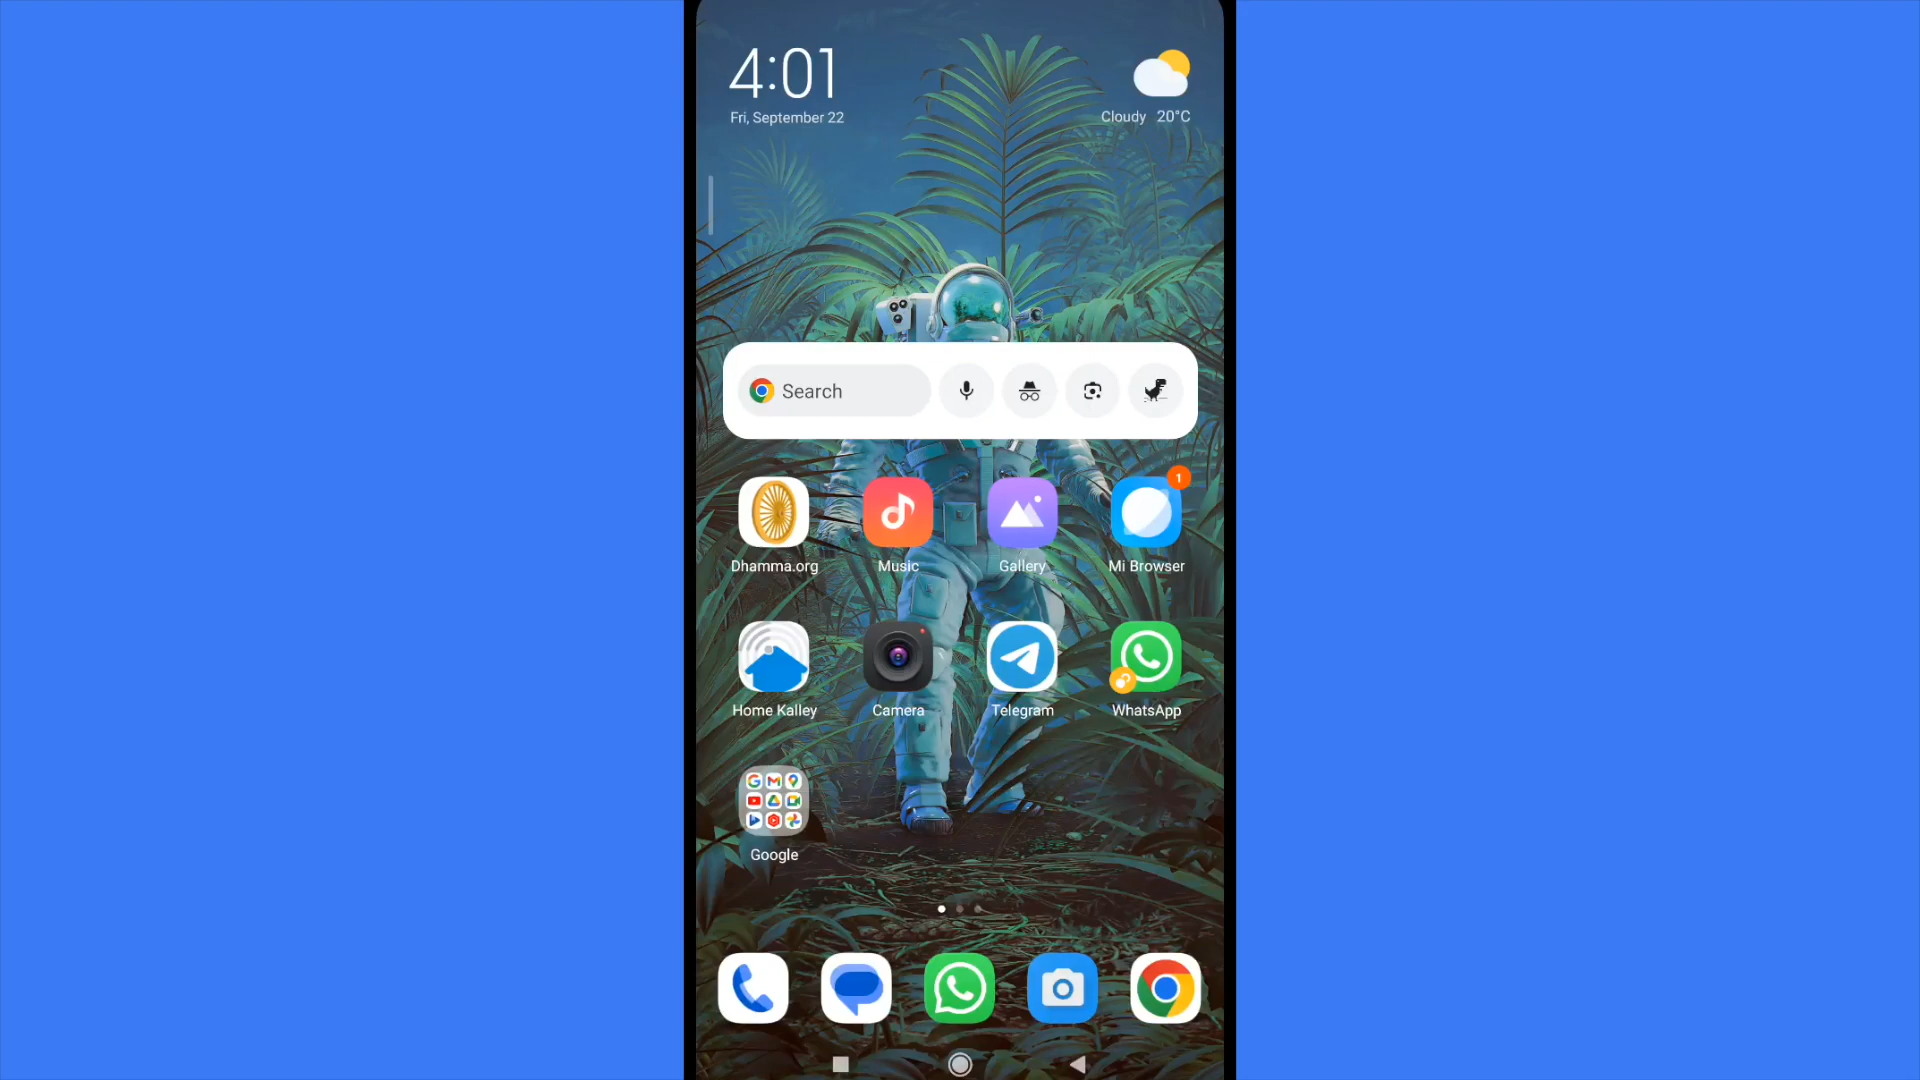 4:01
Fri, September 22
Cloudy 20°C
Search
1
Dhamma.org Music Gallery Mi Browser
Home Kalley Camera Telegram WhatsApp
Google